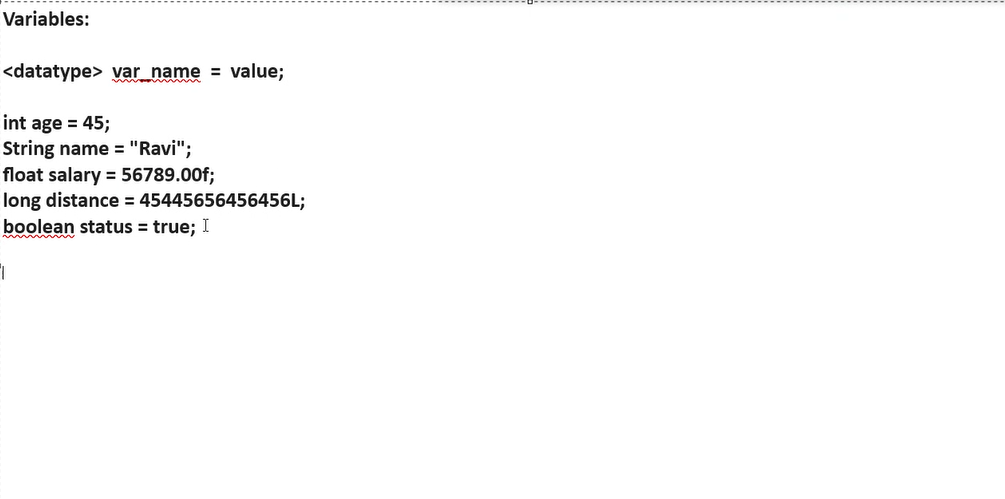 Variables:
<datatype> var_name = value;
int age = 45;
String name = "Ravi";
float salary = 56789.00f;
long distance = 45445656456456L;
boolean status = true;